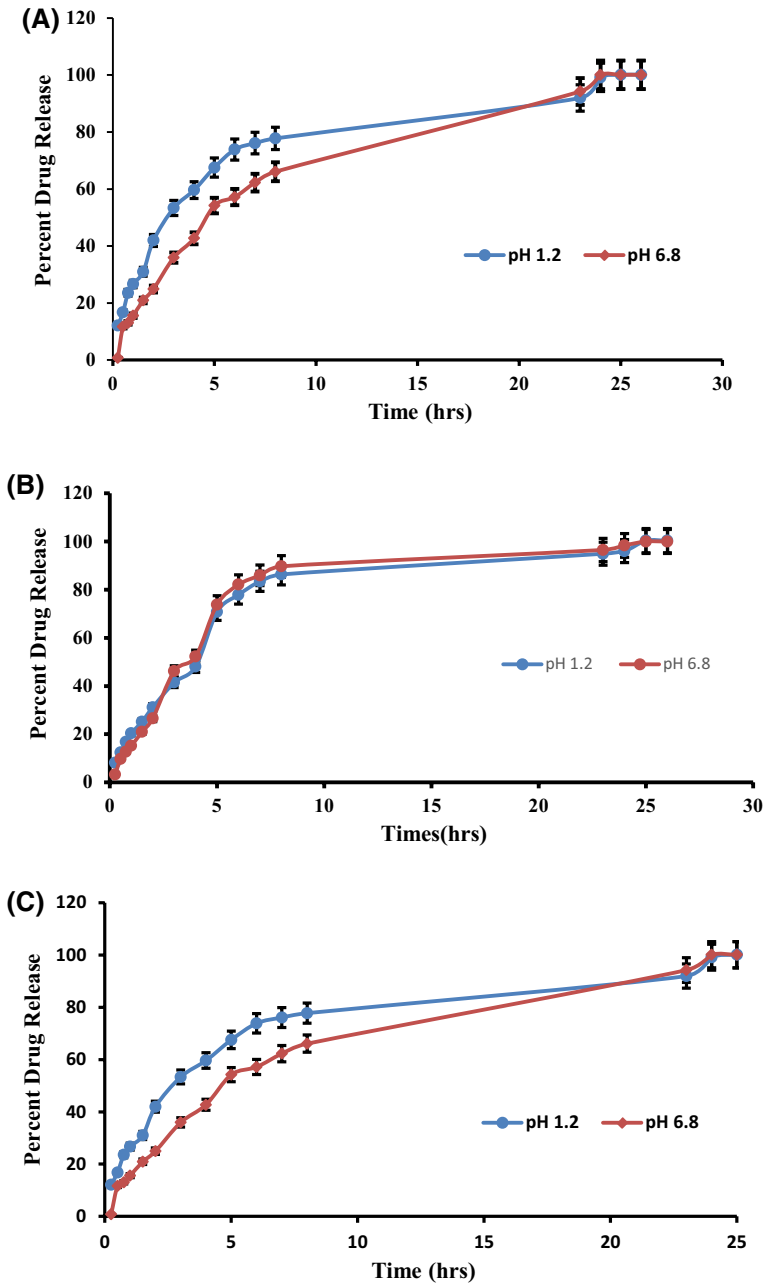 (A)
Percent Drug Release
120
100
80
60
40
20
0
pH 1.2
pH 6.8
0 5 10 15 20 25 30
Time (hrs)
(B)
Percent Drug Release
120
100
80
60
40
20
0
pH 1.2
pH 6.8
0 5 10 15 20 25 30
Times(hrs)
(C)
Percent Drug Release
120
100
80
60
40
20
0
pH 1.2
pH 6.8
0 5 10 15 20 25
Time (hrs)